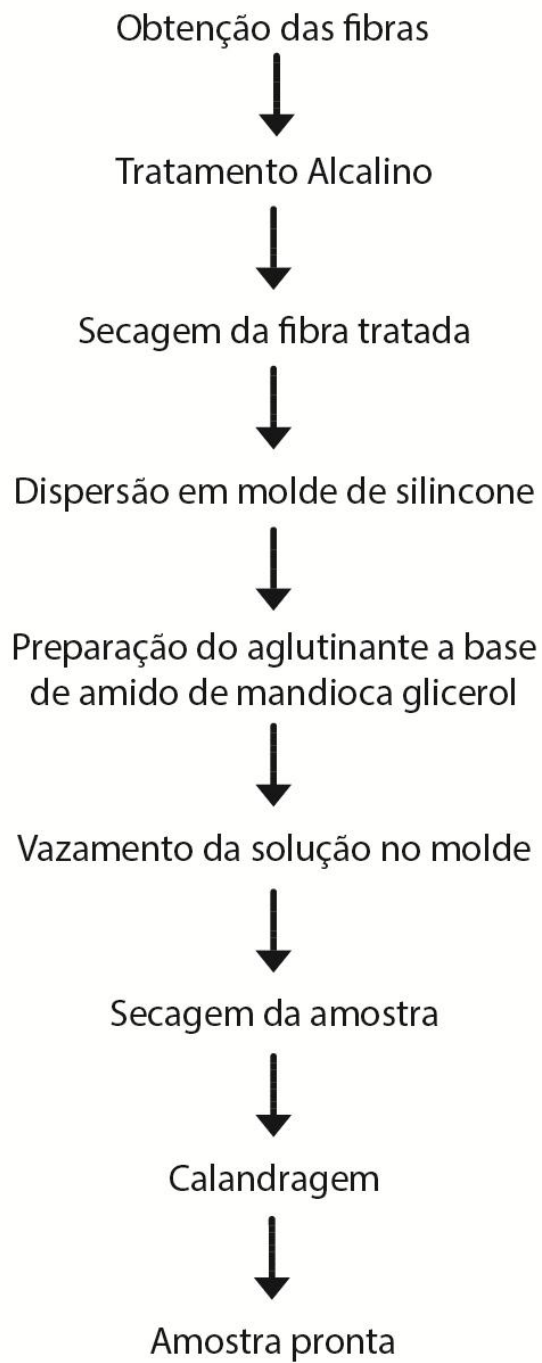 Obtenção das fibras
Tratamento Alcalino
Secagem da fibra tratada
Dispersão em molde de silincone
Preparação do aglutinante a base
de amido de mandioca glicerol
Vazamento da solução no molde
Secagem da amostra
Calandragem
Amostra pronta